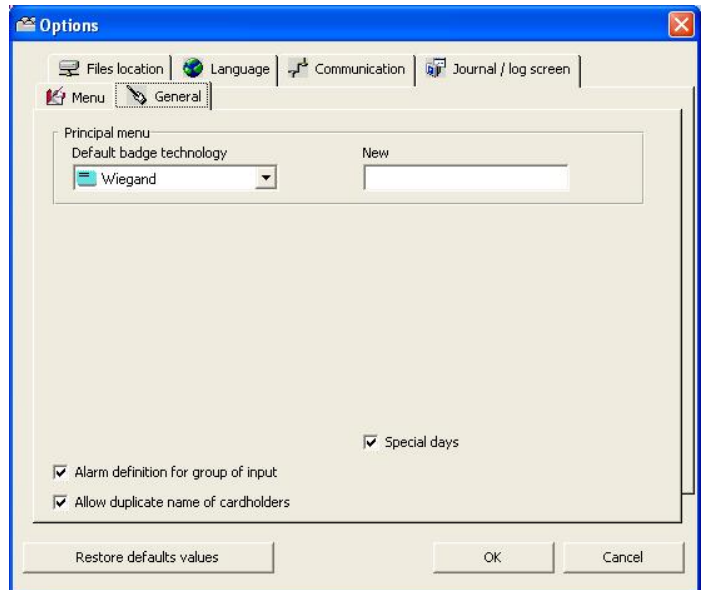 Options
Files location
Language
Communication
Journal / log screen
Menu
General
Principal menu
Default badge technology
New
Wiegand
Special days
Alarm definition for group of input
Allow duplicate name of cardholders
Restore defaults values
OK
Cancel